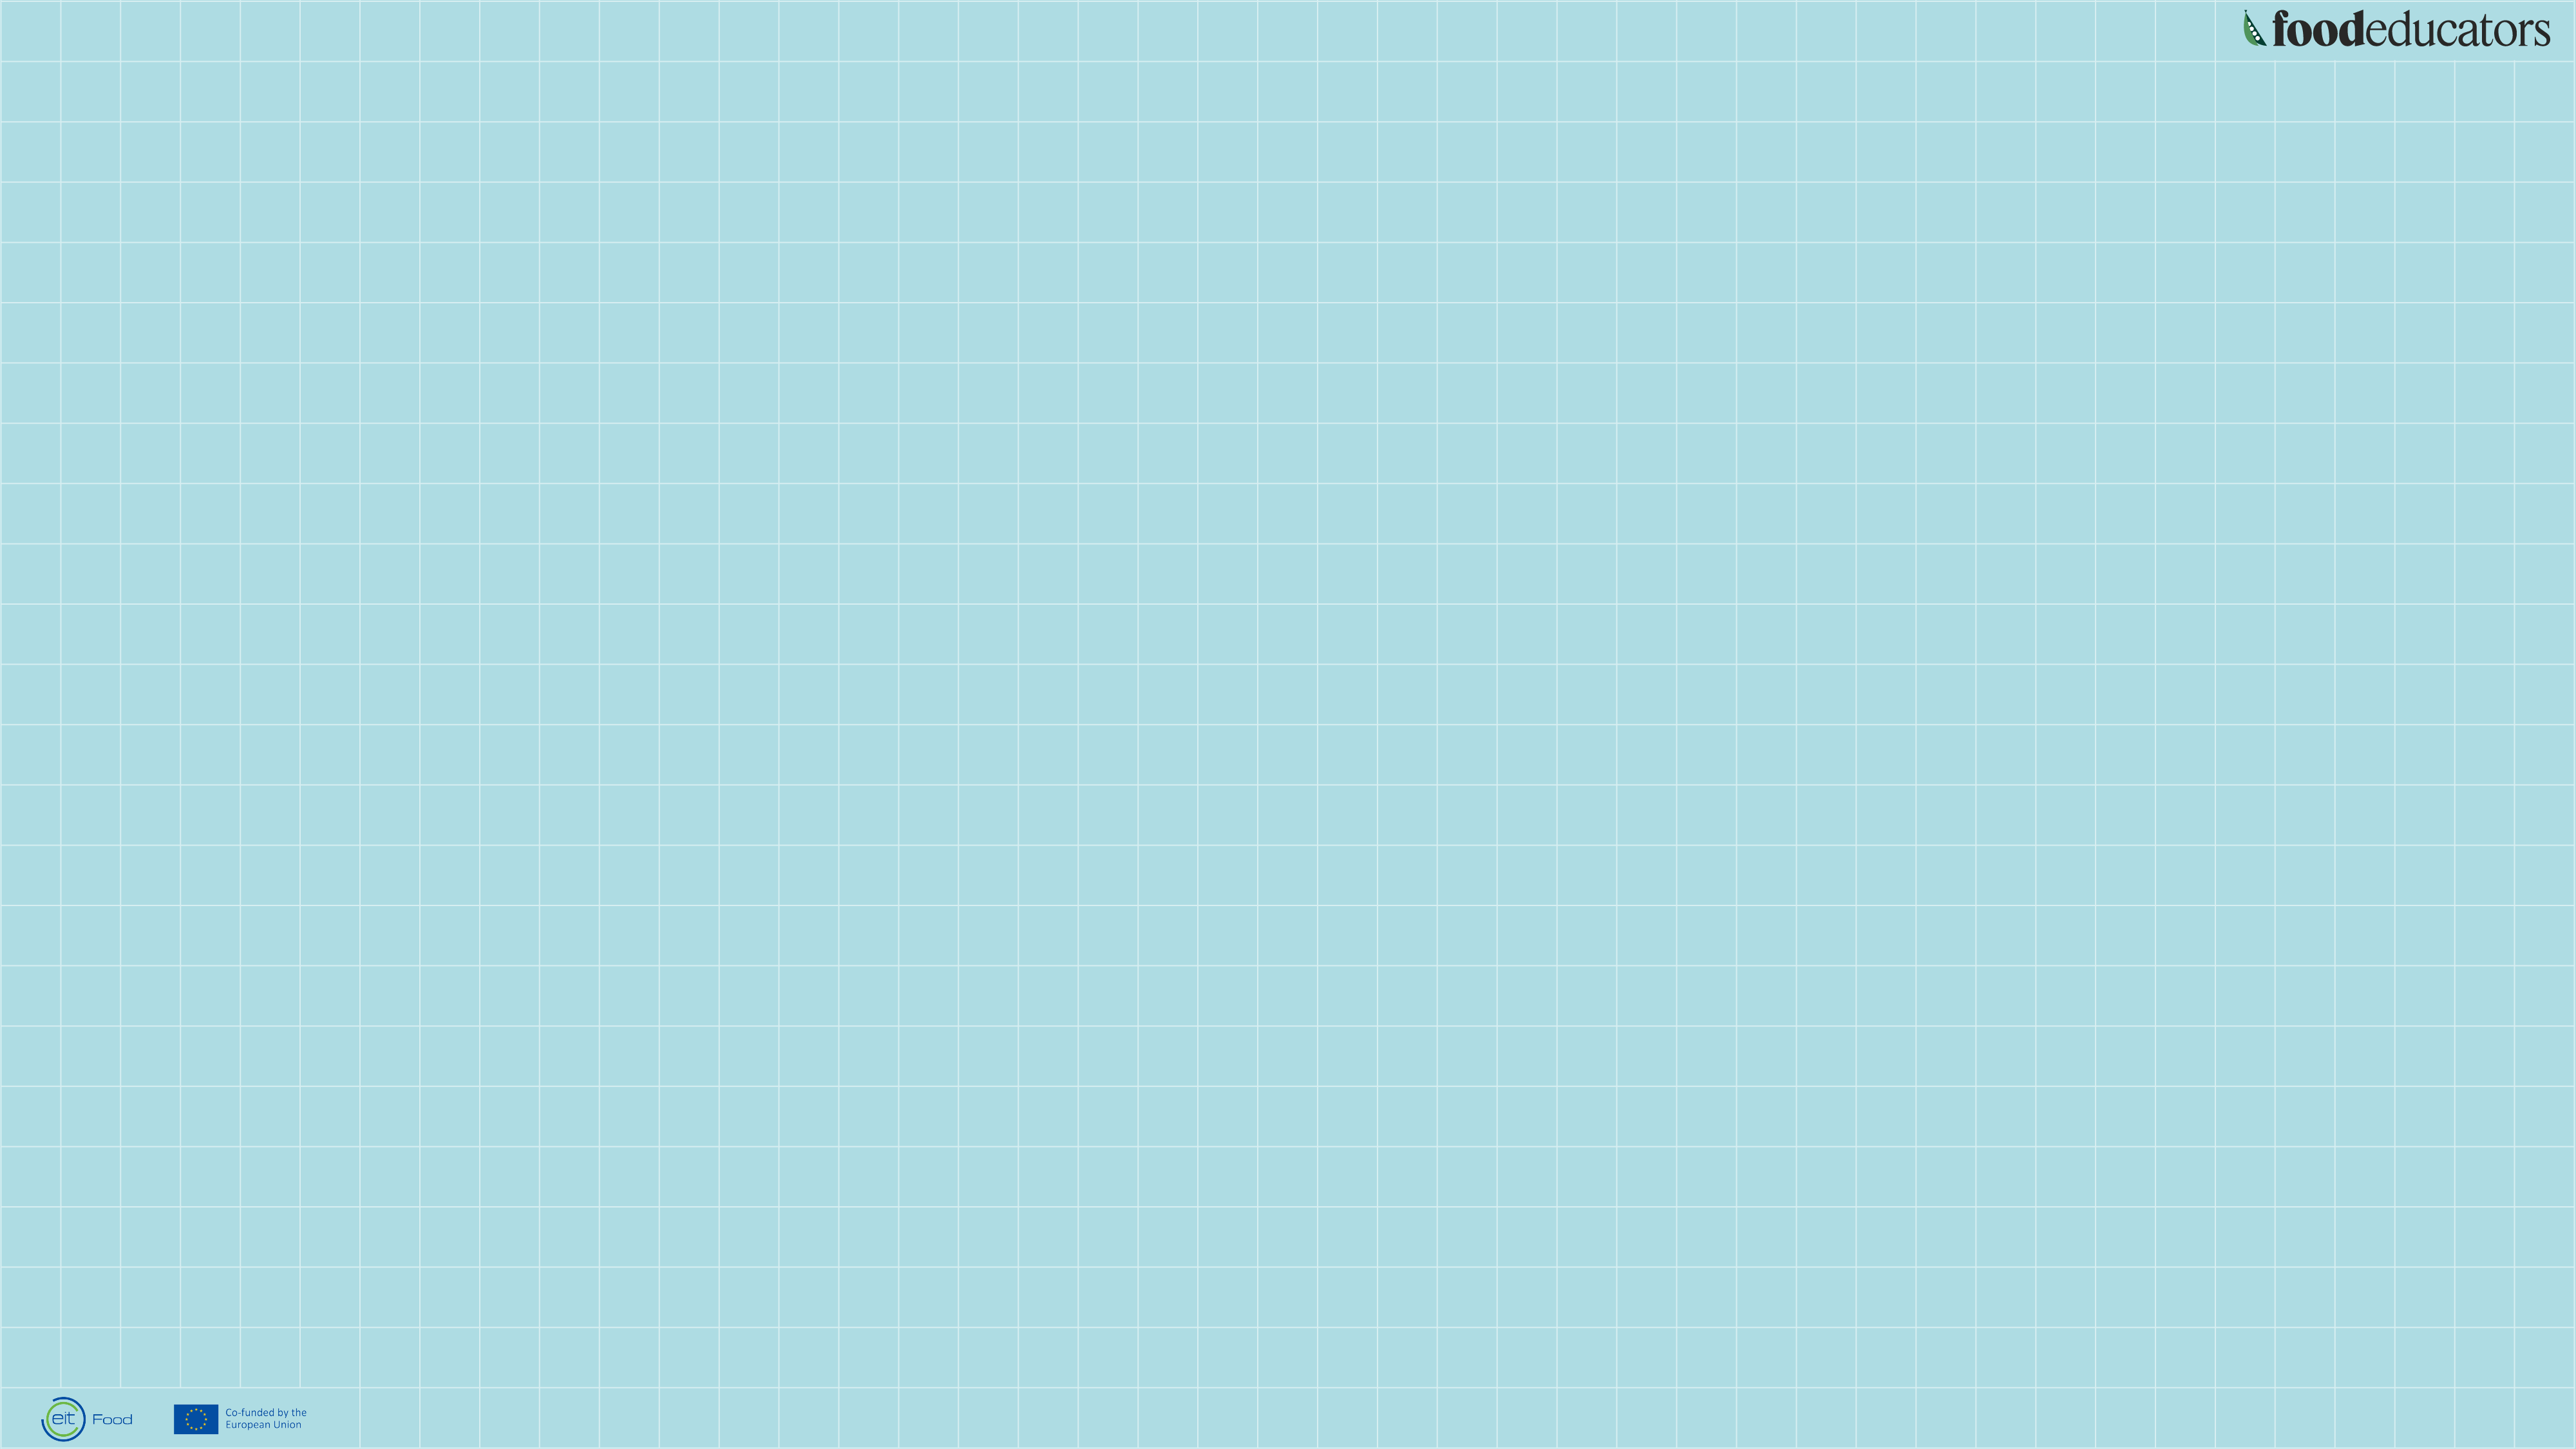 foodeducators
eit Food
Co-funded by the
European Union